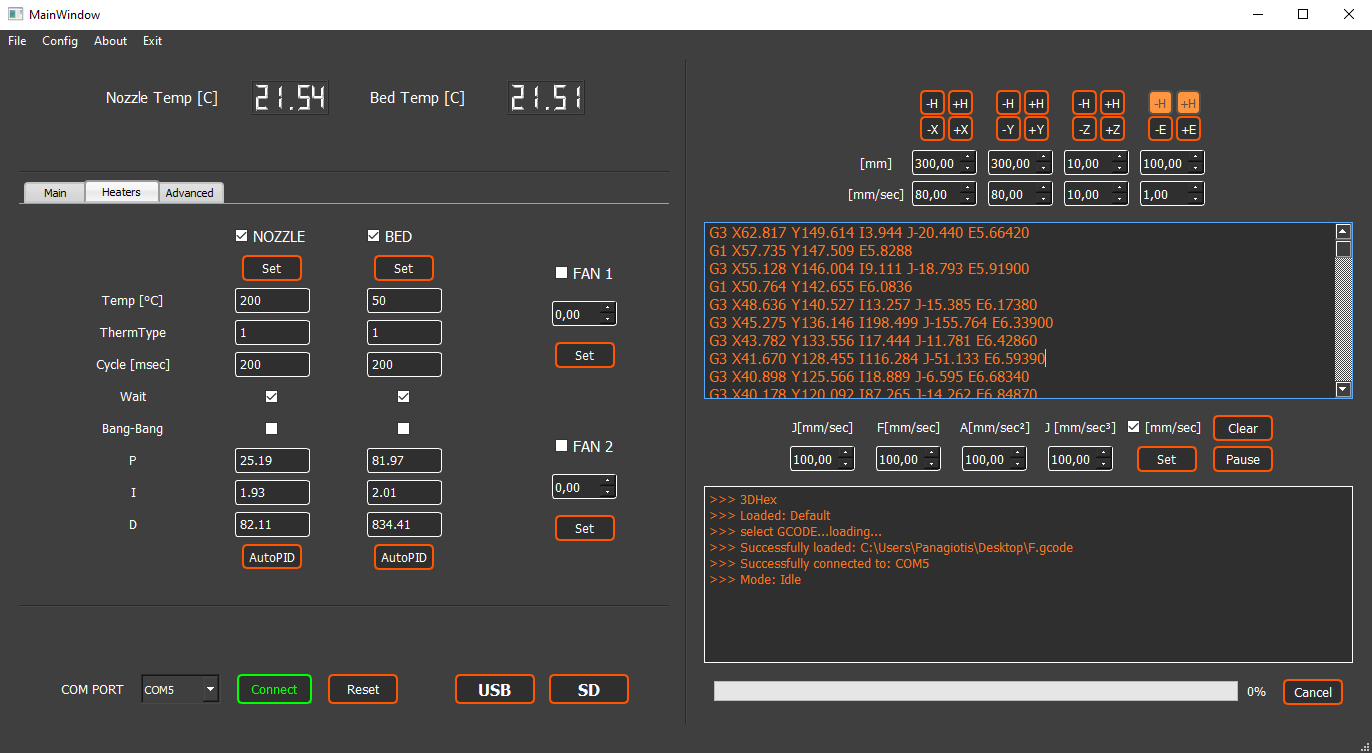 MainWindow
File Config About Exit
Nozzle Temp [C] 21.54 Bed Temp [C] 21.51
-H +H -H +H -H +H -H +H
-X +X -Y +Y -Z +Z -E +E
[mm] 300,00 300,00 10,00 100,00
[mm/sec] 80,00 80,00 10,00 1,00
Main Heaters Advanced
NOZZLE BED
Set Set
FAN 1
Temp [°C] 200 50
0,00
ThermType 1 1
Set
Cycle [msec] 200 200
Wait
Bang-Bang
FAN 2
P 25.19 81.97
0,00
I 1.93 2.01
D 82.11 834.41
Set
AutoPID AutoPID
G3 X62.817 Y149.614 I3.944 J-20.440 E5.66420
G1 X57.735 Y147.509 E5.8288
G3 X55.128 Y146.004 I9.111 J-18.793 E5.91900
G1 X50.764 Y142.655 E6.0836
G3 X48.636 Y140.527 I13.257 J-15.385 E6.17380
G3 X45.275 Y136.146 I198.499 J-155.764 E6.33900
G3 X43.782 Y133.556 I17.444 J-11.781 E6.42860
G3 X41.670 Y128.455 I116.284 J-51.133 E6.59390
G3 X40.898 Y125.566 I18.889 J-6.595 E6.68340
G3 X40.178 Y120.092 I87.265 J-14.262 E6.84870
J[mm/sec] F[mm/sec] A[mm/sec²] J [mm/sec³] [mm/sec] Clear
100,00 100,00 100,00 100,00 Set Pause
>>> 3DHex
>>> Loaded: Default
>>> select GCODE...loading...
>>> Successfully loaded: C:\Users\Panagiotis\Desktop\F.gcode
>>> Successfully connected to: COM5
>>> Mode: Idle
COM PORT COM5 Connect Reset USB SD
0% Cancel